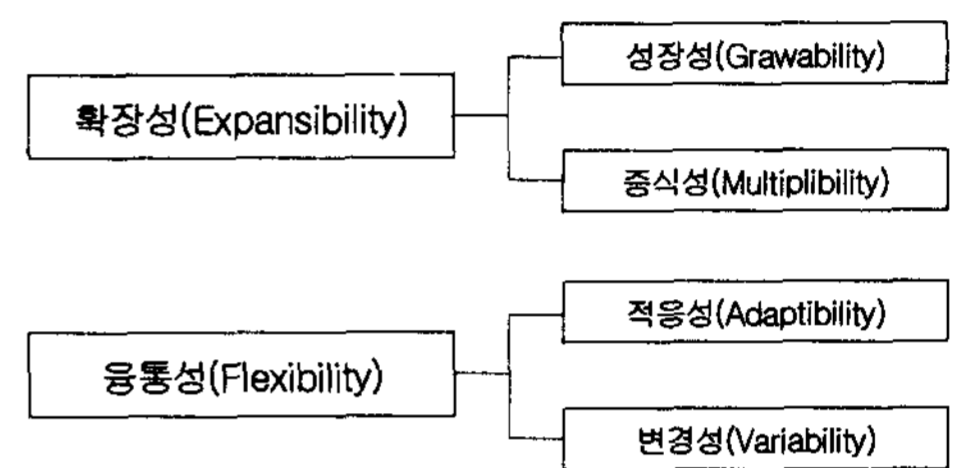 확장성(Expansibility)
성장성(Grawability)
증식성(Multiplibility)
융통성(Flexibility)
적응성(Adaptibility)
변경성(Variability)